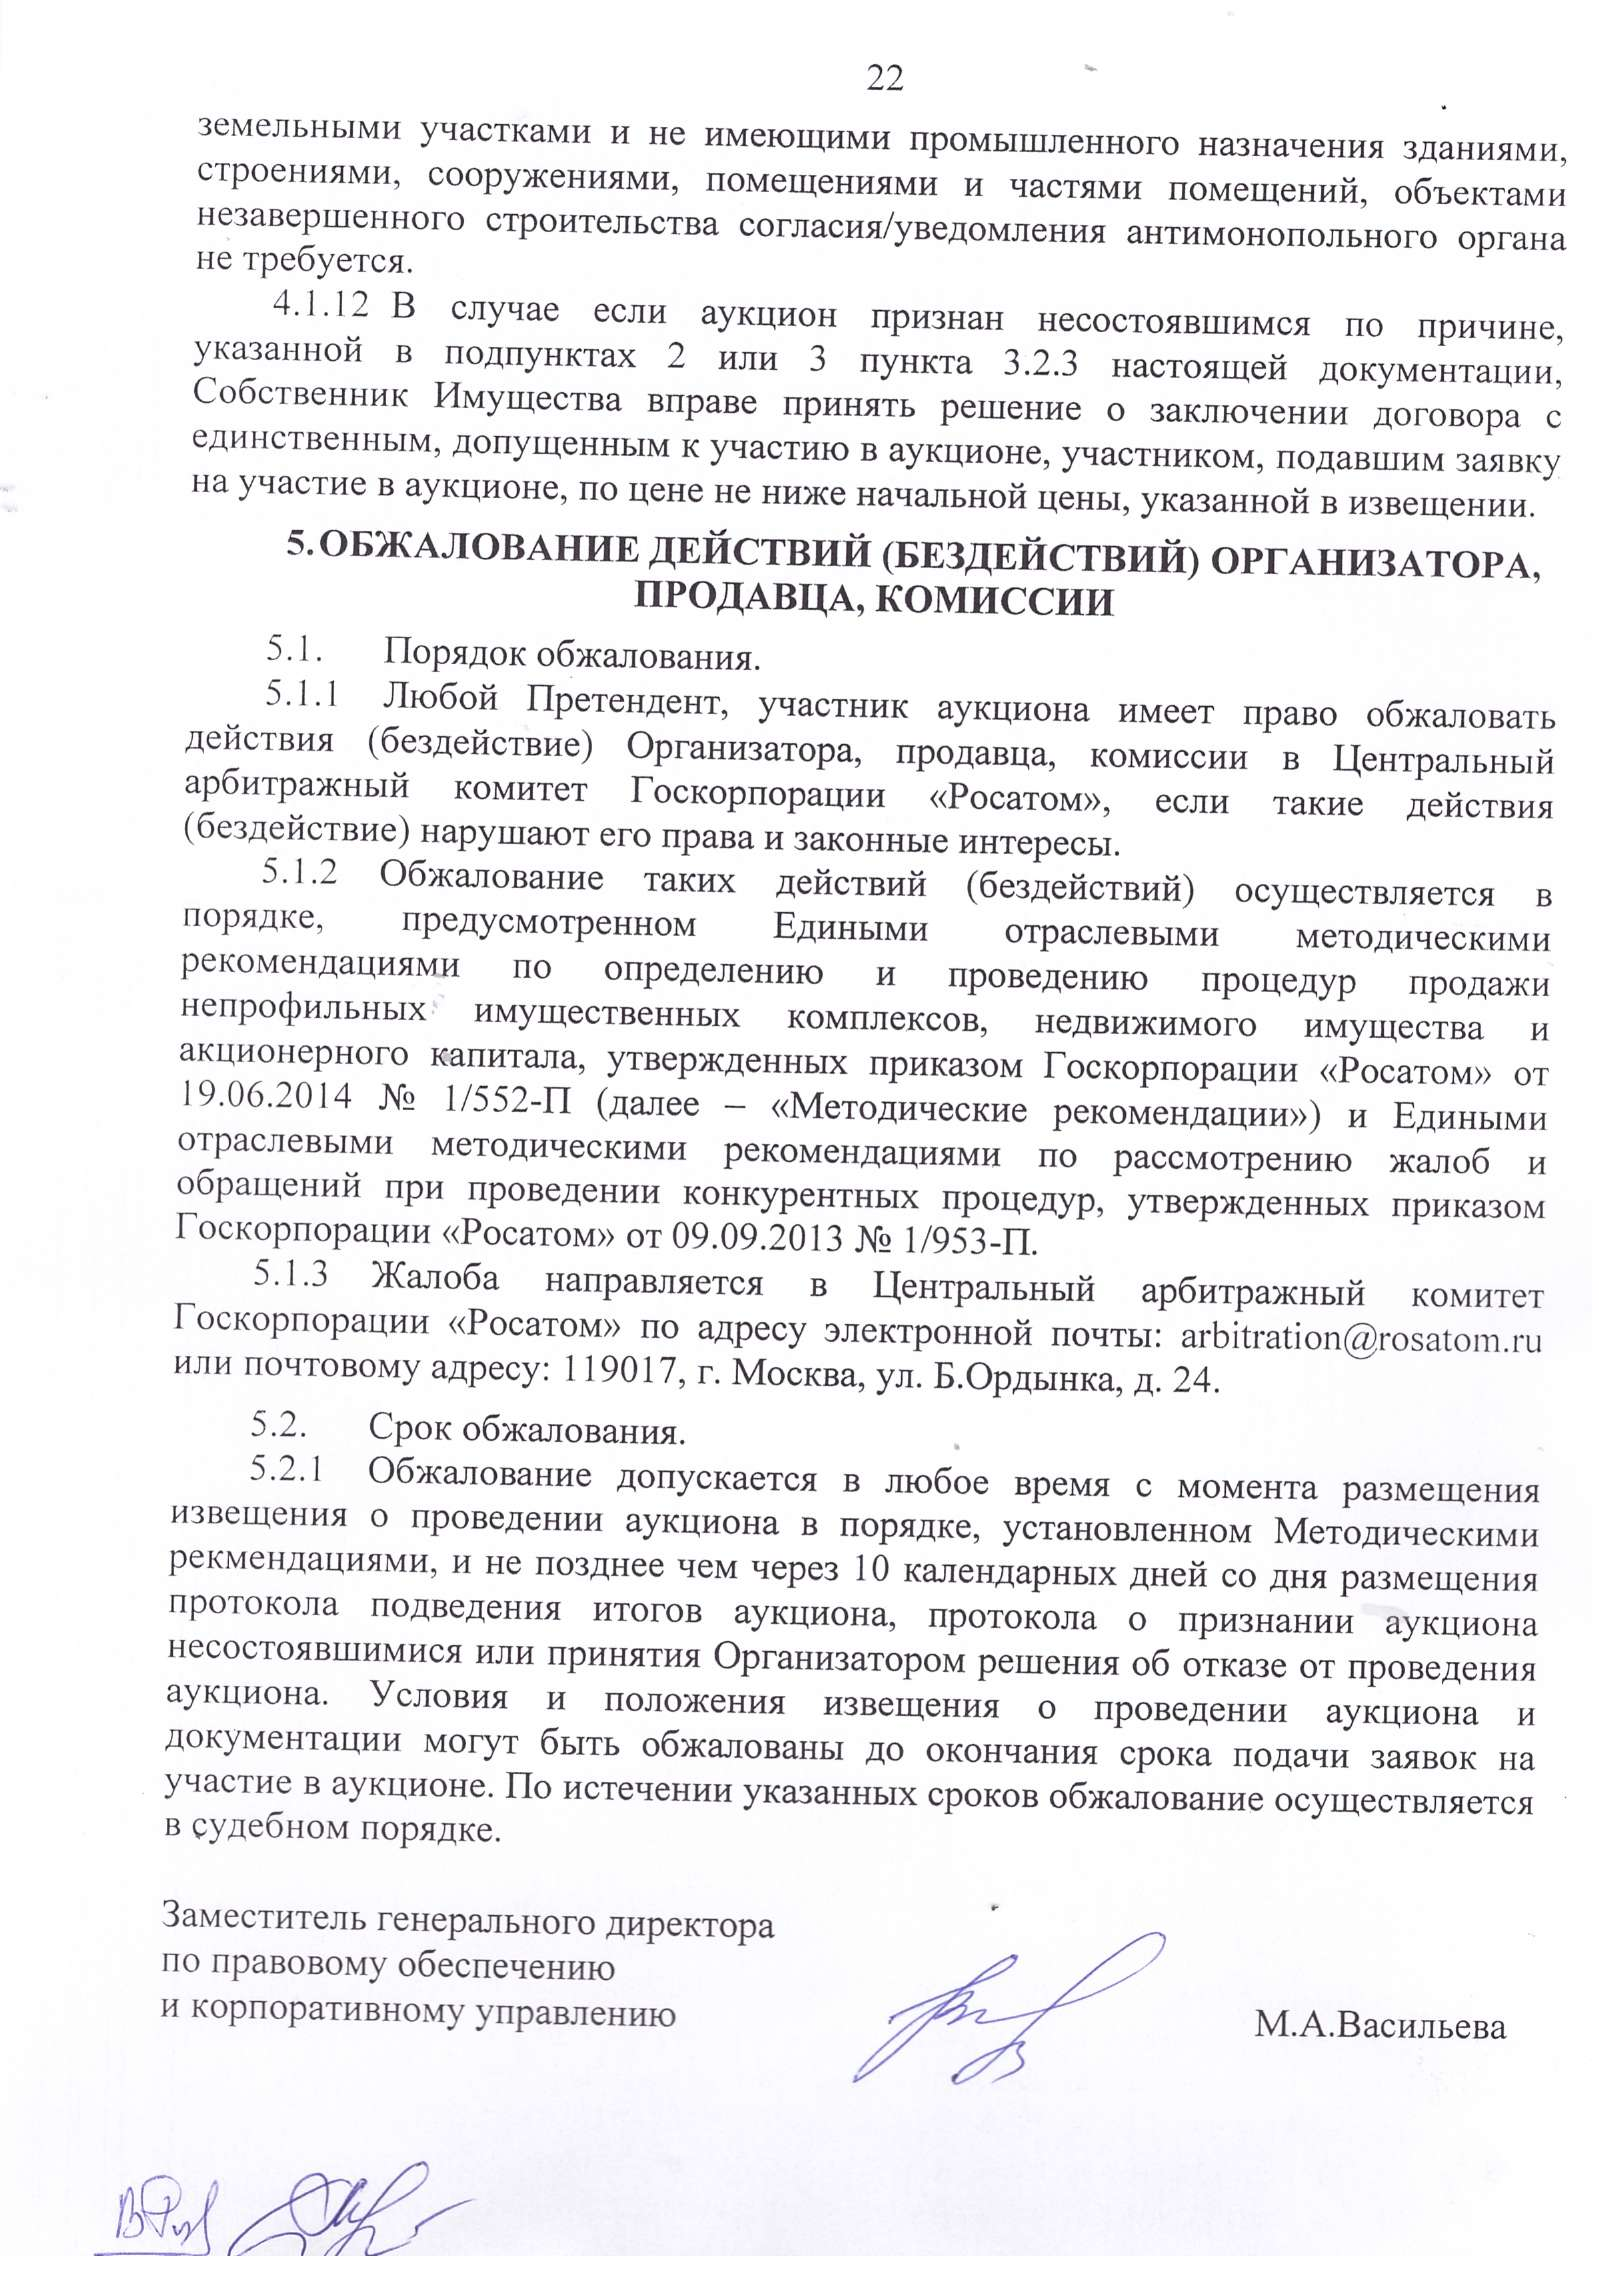 22
земельными участками и не имеющими промышленного назначения зданиями,
строениями, сооружениями, помещениями и частями помещений, объектами
незавершенного строительства согласия/уведомления антимонопольного органа
не требуется.
4.1.12 В случае если аукцион признан несостоявшимся по причине,
указанной в подпунктах 2 или 3 пункта 3.2.3 настоящей документации,
Собственник Имущества вправе принять решение о заключении договора с
единственным, допущенным к участию в аукционе, участником, подавшим заявку
на участие в аукционе, по цене не ниже начальной цены, указанной в извещении.
5. ОБЖАЛОВАНИЕ ДЕЙСТВИЙ (БЕЗДЕЙСТВИЙ) ОРГАНИЗАТОРА,
ПРОДАВЦА, КОМИССИИ
5.1. Порядок обжалования.
5.1.1 Любой Претендент, участник аукциона имеет право обжаловать
действия (бездействие) Организатора, продавца, комиссии в Центральный
арбитражный комитет Госкорпорации «Росатом», если такие действия
(бездействие) нарушают его права и законные интересы.
5.1.2 Обжалование таких действий (бездействий) осуществляется в
порядке, предусмотренном Едиными отраслевыми методическими
рекомендациями по определению и проведению процедур продажи
непрофильных имущественных комплексов, недвижимого имущества и
акционерного капитала, утвержденных приказом Госкорпорации «Росатом» от
19.06.2014 № 1/552-П (далее – «Методические рекомендации») и Едиными
отраслевыми методическими рекомендациями по рассмотрению жалоб и
обращений при проведении конкурентных процедур, утвержденных приказом
Госкорпорации «Росатом» от 09.09.2013 № 1/953-П.
5.1.3 Жалоба направляется в Центральный арбитражный комитет
Госкорпорации «Росатом» по адресу электронной почты: arbitration@rosatom.ru
или почтовому адресу: 119017, г. Москва, ул. Б.Ордынка, д. 24.
5.2. Срок обжалования.
5.2.1 Обжалование допускается в любое время с момента размещения
извещения о проведении аукциона в порядке, установленном Методическими
рекмендациями, и не позднее чем через 10 календарных дней со дня размещения
протокола подведения итогов аукциона, протокола о признании аукциона
несостоявшимися или принятия Организатором решения об отказе от проведения
аукциона. Условия и положения извещения о проведении аукциона и
документации могут быть обжалованы до окончания срока подачи заявок на
участие в аукционе. По истечении указанных сроков обжалование осуществляется
в судебном порядке.
Заместитель генерального директора
по правовому обеспечению
и корпоративному управлению
М.А.Васильева